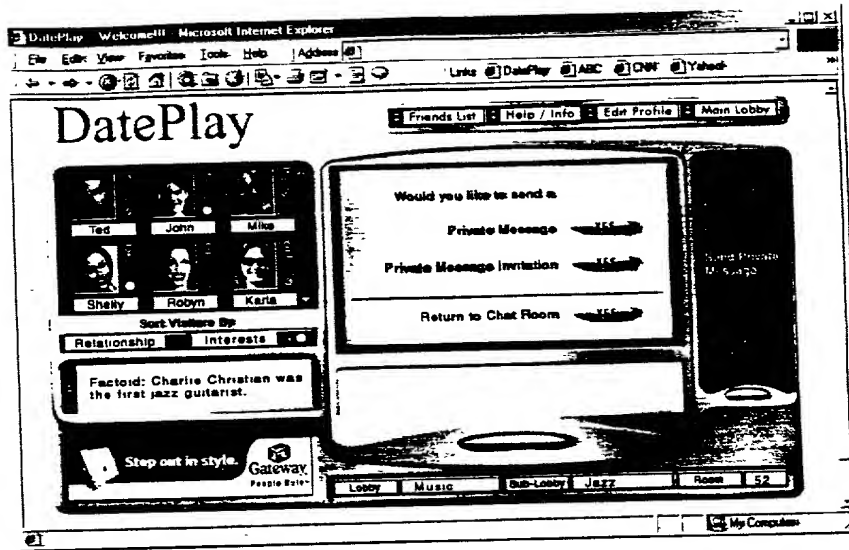 DatePlay - Welcome!!! - Microsoft Internet Explorer
File Edit View Favorites Tools Help Address
Links DatePlay ABC CNN Yahoo!
DatePlay
Friends List Help / Info Edit Profile Main Lobby
Ted John Mike
Shelly Robyn Karla
Sort Visitors By
Relationship Interests
Factoid: Charlie Christian was
the first jazz guitarist.
Step out in style.
Gateway
Would you like to send a:
Private Message YES
Private Message Invitation YES
Return to Chat Room YES
Send Private
Message
Lobby Music Sub-Lobby Jazz Room 52
My Computer